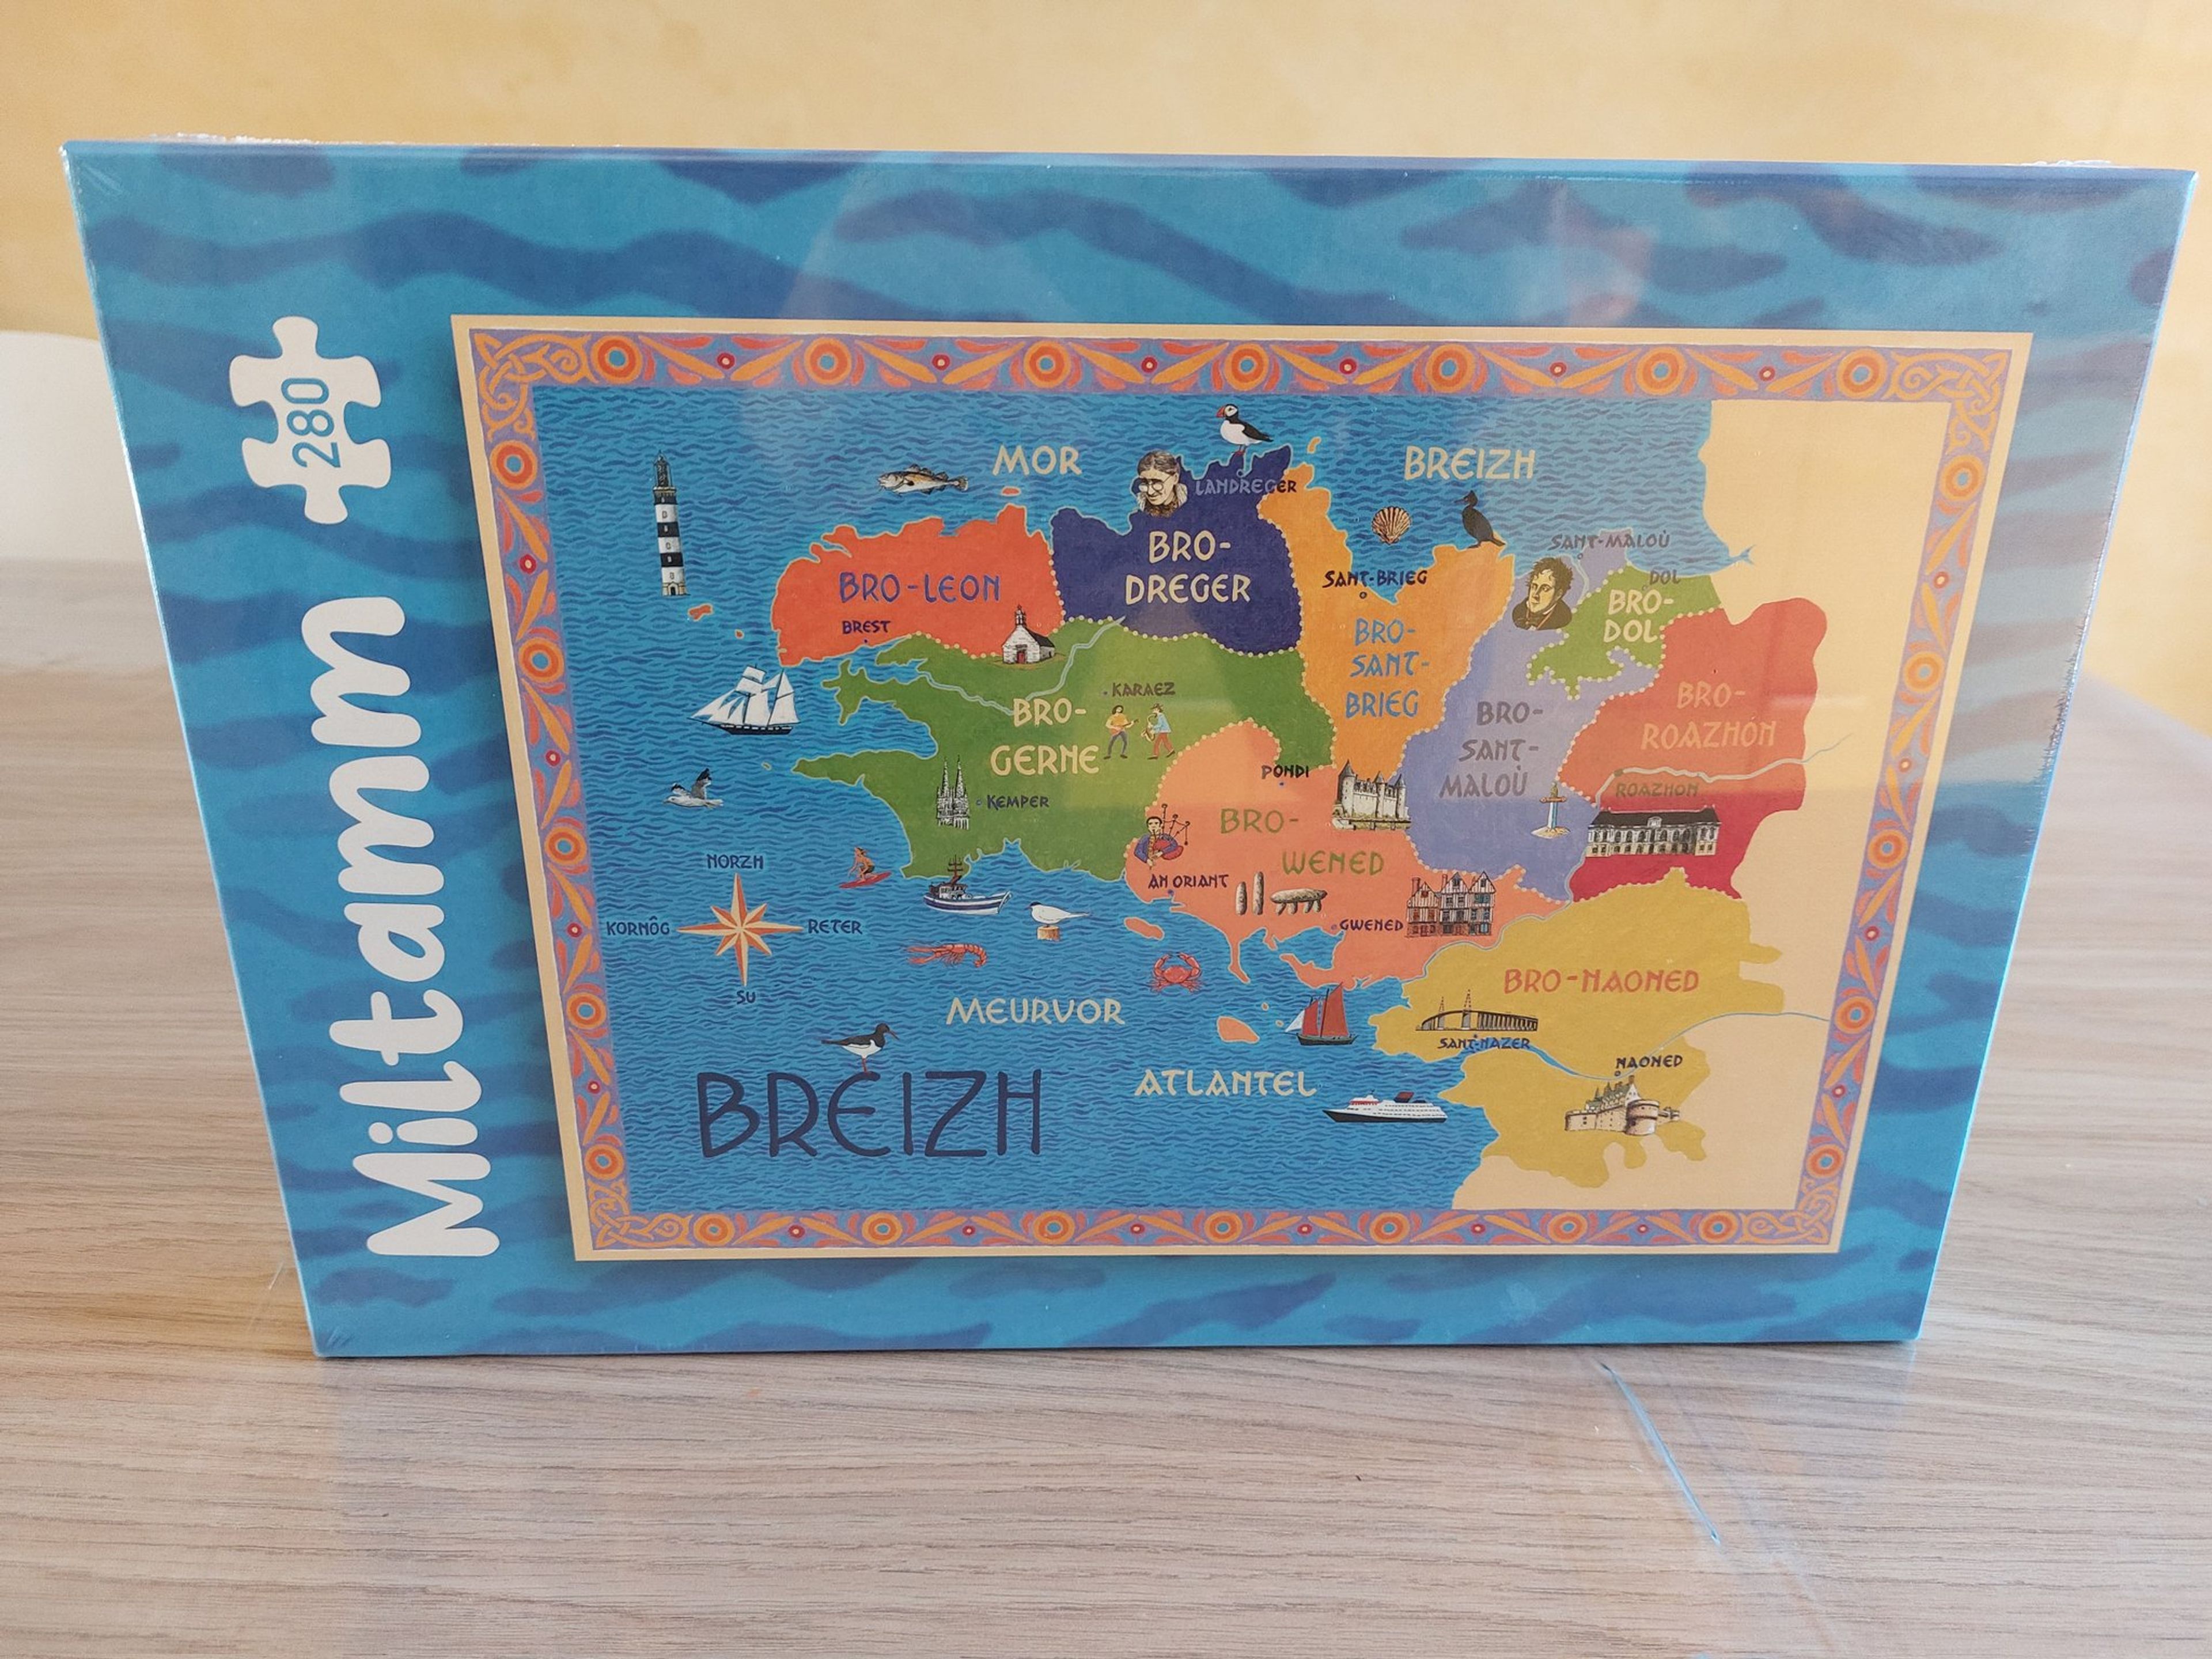 280
Miltamm
MOR
BREIZH
LANDREGER
BRO-
DREGER
BRO-LEON
BREST
SANT-BRIEG
BRO-
SANT-
BRIEG
SANT-MALOÙ
DOL
BRO-
DOL
BRO-
ROAZHON
ROAZHON
BRO-
SANT-
MALOÙ
KARAEZ
BRO-
GERNE
KEMPER
PONDI
BRO-
WENED
AN ORIANT
GWENED
NORZH
KORNÔG
RETER
SU
BRO-NAONED
SANT-NAZER
NAONED
MEURVOR
ATLANTEL
BREIZH